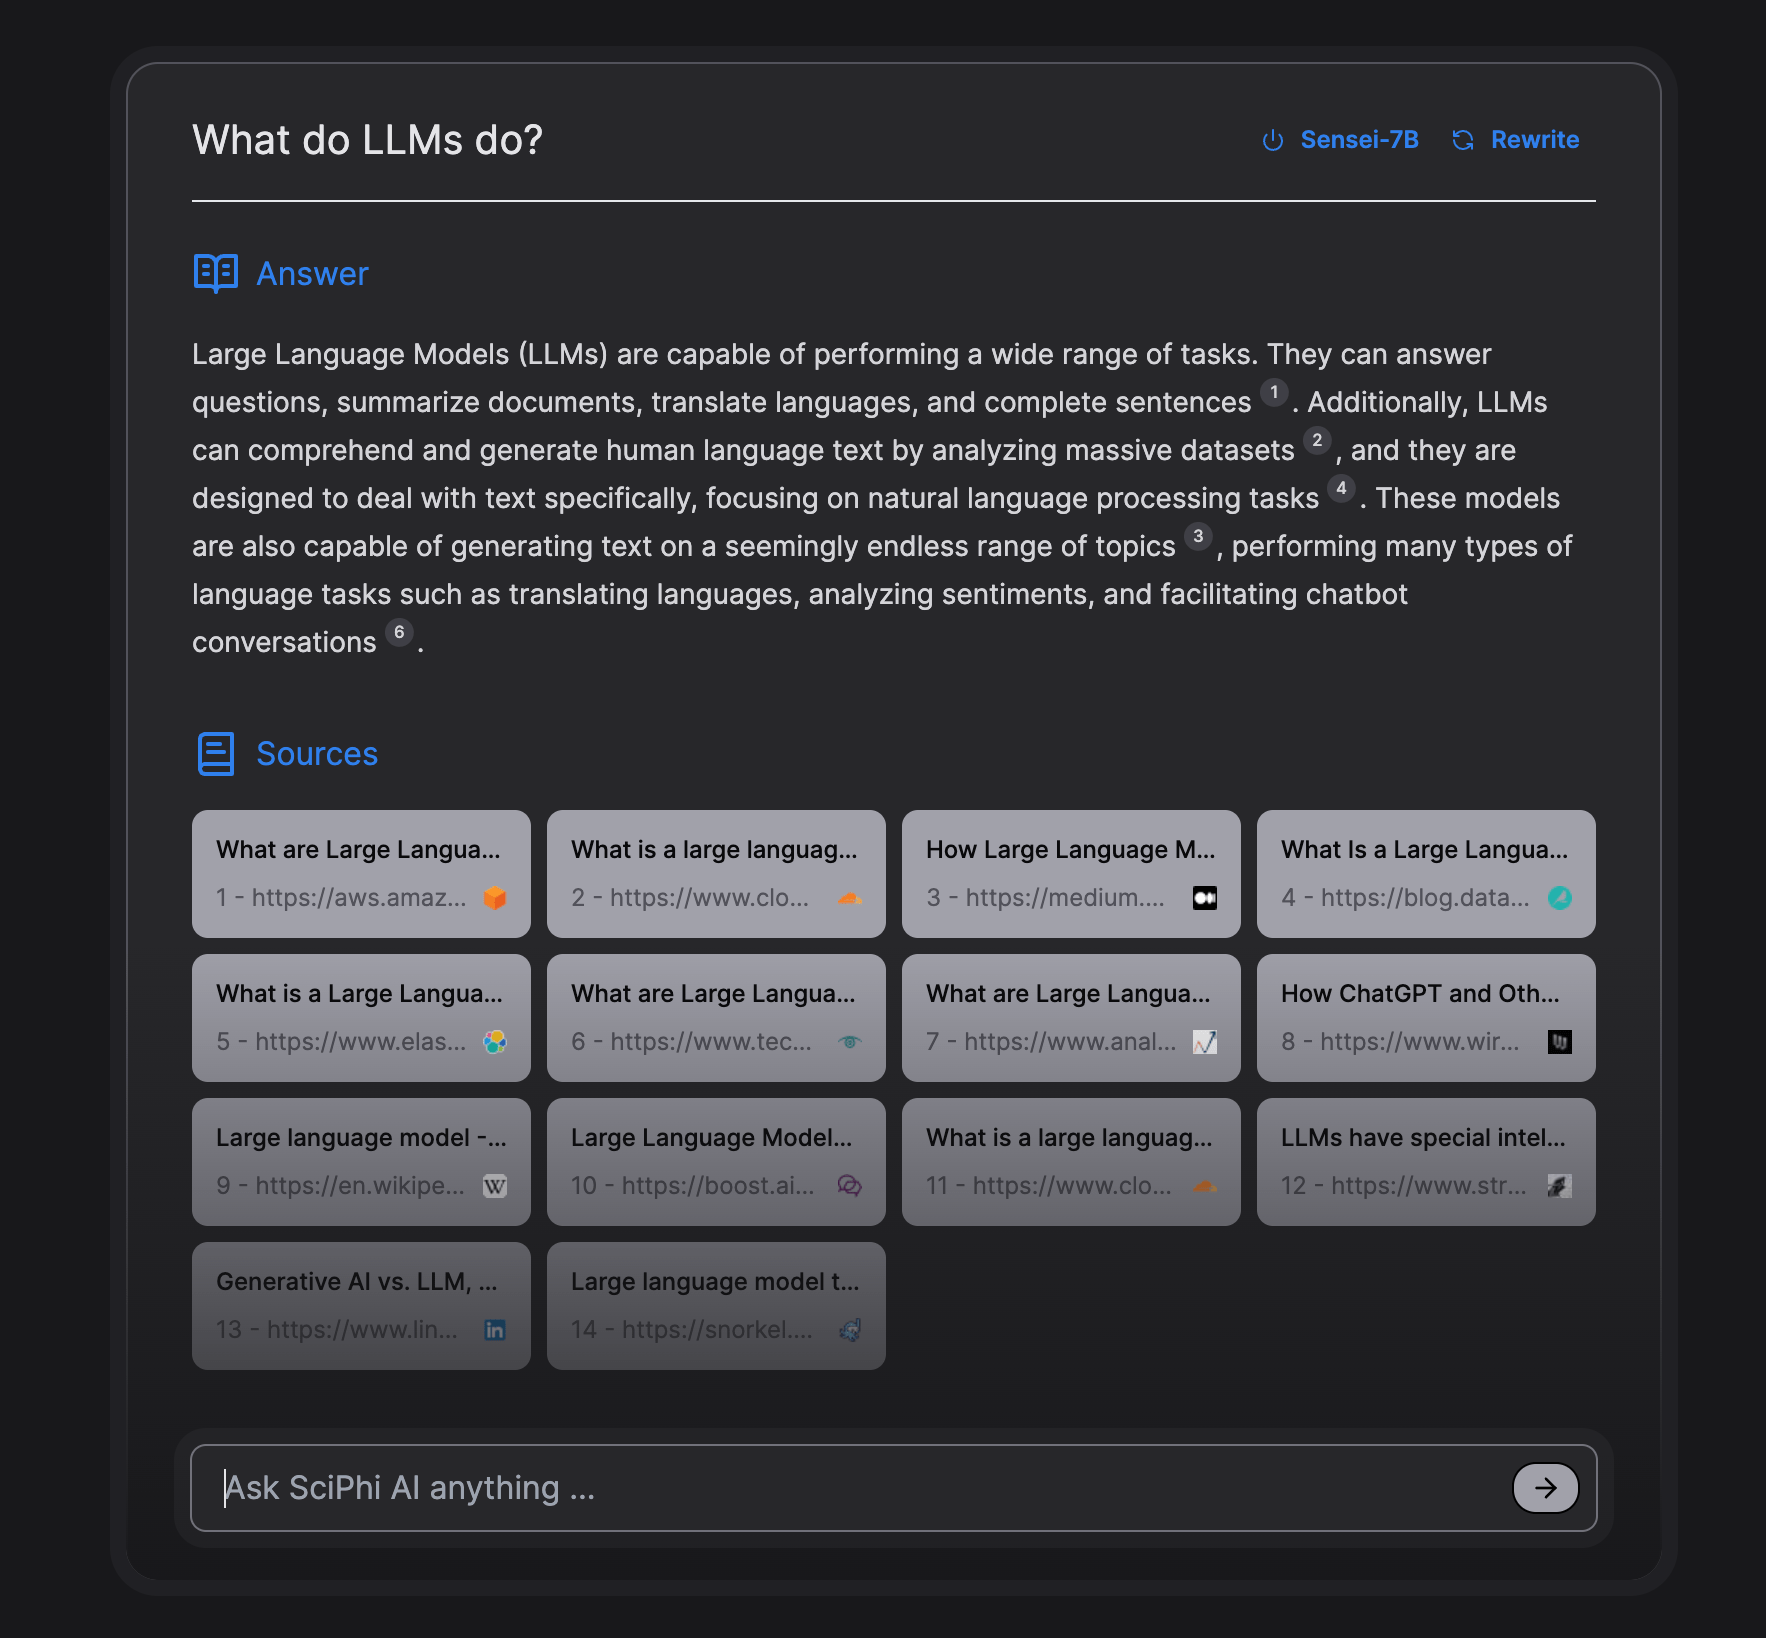 What do LLMs do?
Sensei-7B
Rewrite
Answer
Large Language Models (LLMs) are capable of performing a wide range of tasks. They can answer
questions, summarize documents, translate languages, and complete sentences 1 . Additionally, LLMs
can comprehend and generate human language text by analyzing massive datasets 2 , and they are
designed to deal with text specifically, focusing on natural language processing tasks 4 . These models
are also capable of generating text on a seemingly endless range of topics 3 , performing many types of
language tasks such as translating languages, analyzing sentiments, and facilitating chatbot
conversations 6 .
Sources
What are Large Langua...
1 - https://aws.amaz...
What is a large languag...
2 - https://www.clo...
How Large Language M...
3 - https://medium....
What Is a Large Langua...
4 - https://blog.data...
What is a Large Langua...
5 - https://www.elas...
What are Large Langua...
6 - https://www.tec...
What are Large Langua...
7 - https://www.anal...
How ChatGPT and Oth...
8 - https://www.wir...
Large language model -...
9 - https://en.wikipe...
W
Large Language Model...
10 - https://boost.ai...
What is a large languag...
11 - https://www.clo...
LLMs have special intel...
12 - https://www.str...
Generative AI vs. LLM, ...
13 - https://www.lin...
in
Large language model t...
14 - https://snorkel....
Ask SciPhi AI anything ...